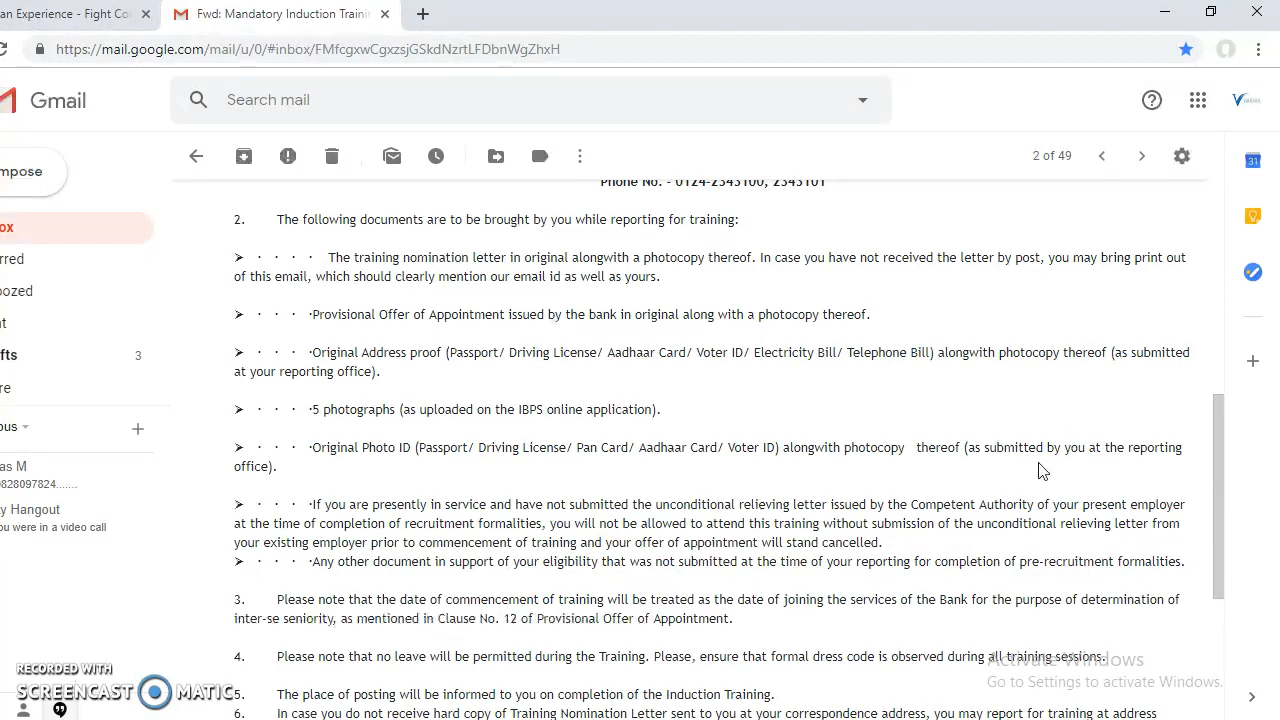 an Experience - Fight Co
Fwd: Mandatory Induction Traini
https://mail.google.com/mail/u/0/#inbox/FMfcgxwCgxzsjGSkdNzrtLFDbnWgZhxH
Gmail
Search mail
mpose
2 of 49
31
Phone No. - 0124-2343100, 2343101
2. The following documents are to be brought by you while reporting for training:
ox
➢ · · · · The training nomination letter in original alongwith a photocopy thereof. In case you have not received the letter by post, you may bring print out
of this email, which should clearly mention our email id as well as yours.
rred
oozed
➢ · · · ·Provisional Offer of Appointment issued by the bank in original along with a photocopy thereof.
t
➢ · · · ·Original Address proof (Passport/ Driving License/ Aadhaar Card/ Voter ID/ Electricity Bill/ Telephone Bill) alongwith photocopy thereof (as submitted
at your reporting office).
fts 3
re
➢ · · · ·5 photographs (as uploaded on the IBPS online application).
ous
➢ · · · ·Original Photo ID (Passport/ Driving License/ Pan Card/ Aadhaar Card/ Voter ID) alongwith photocopy thereof (as submitted by you at the reporting
office).
as M
9828097824.......
➢ · · · ·If you are presently in service and have not submitted the unconditional relieving letter issued by the Competent Authority of your present employer
at the time of completion of recruitment formalities, you will not be allowed to attend this training without submission of the unconditional relieving letter from
your existing employer prior to commencement of training and your offer of appointment will stand cancelled.
y Hangout
ou were in a video call
➢ · · · ·Any other document in support of your eligibility that was not submitted at the time of your reporting for completion of pre-recruitment formalities.
3. Please note that the date of commencement of training will be treated as the date of joining the services of the Bank for the purpose of determination of
inter-se seniority, as mentioned in Clause No. 12 of Provisional Offer of Appointment.
4. Please note that no leave will be permitted during the Training. Please, ensure that formal dress code is observed during all training sessions.
Activate Windows
Go to Settings to activate Windows.
RECORDED WITH
SCREENCAST MATIC
5. The place of posting will be informed to you on completion of the Induction Training.
6. In case you do not receive hard copy of Training Nomination Letter sent to you at your correspondence address, you may report for training at address